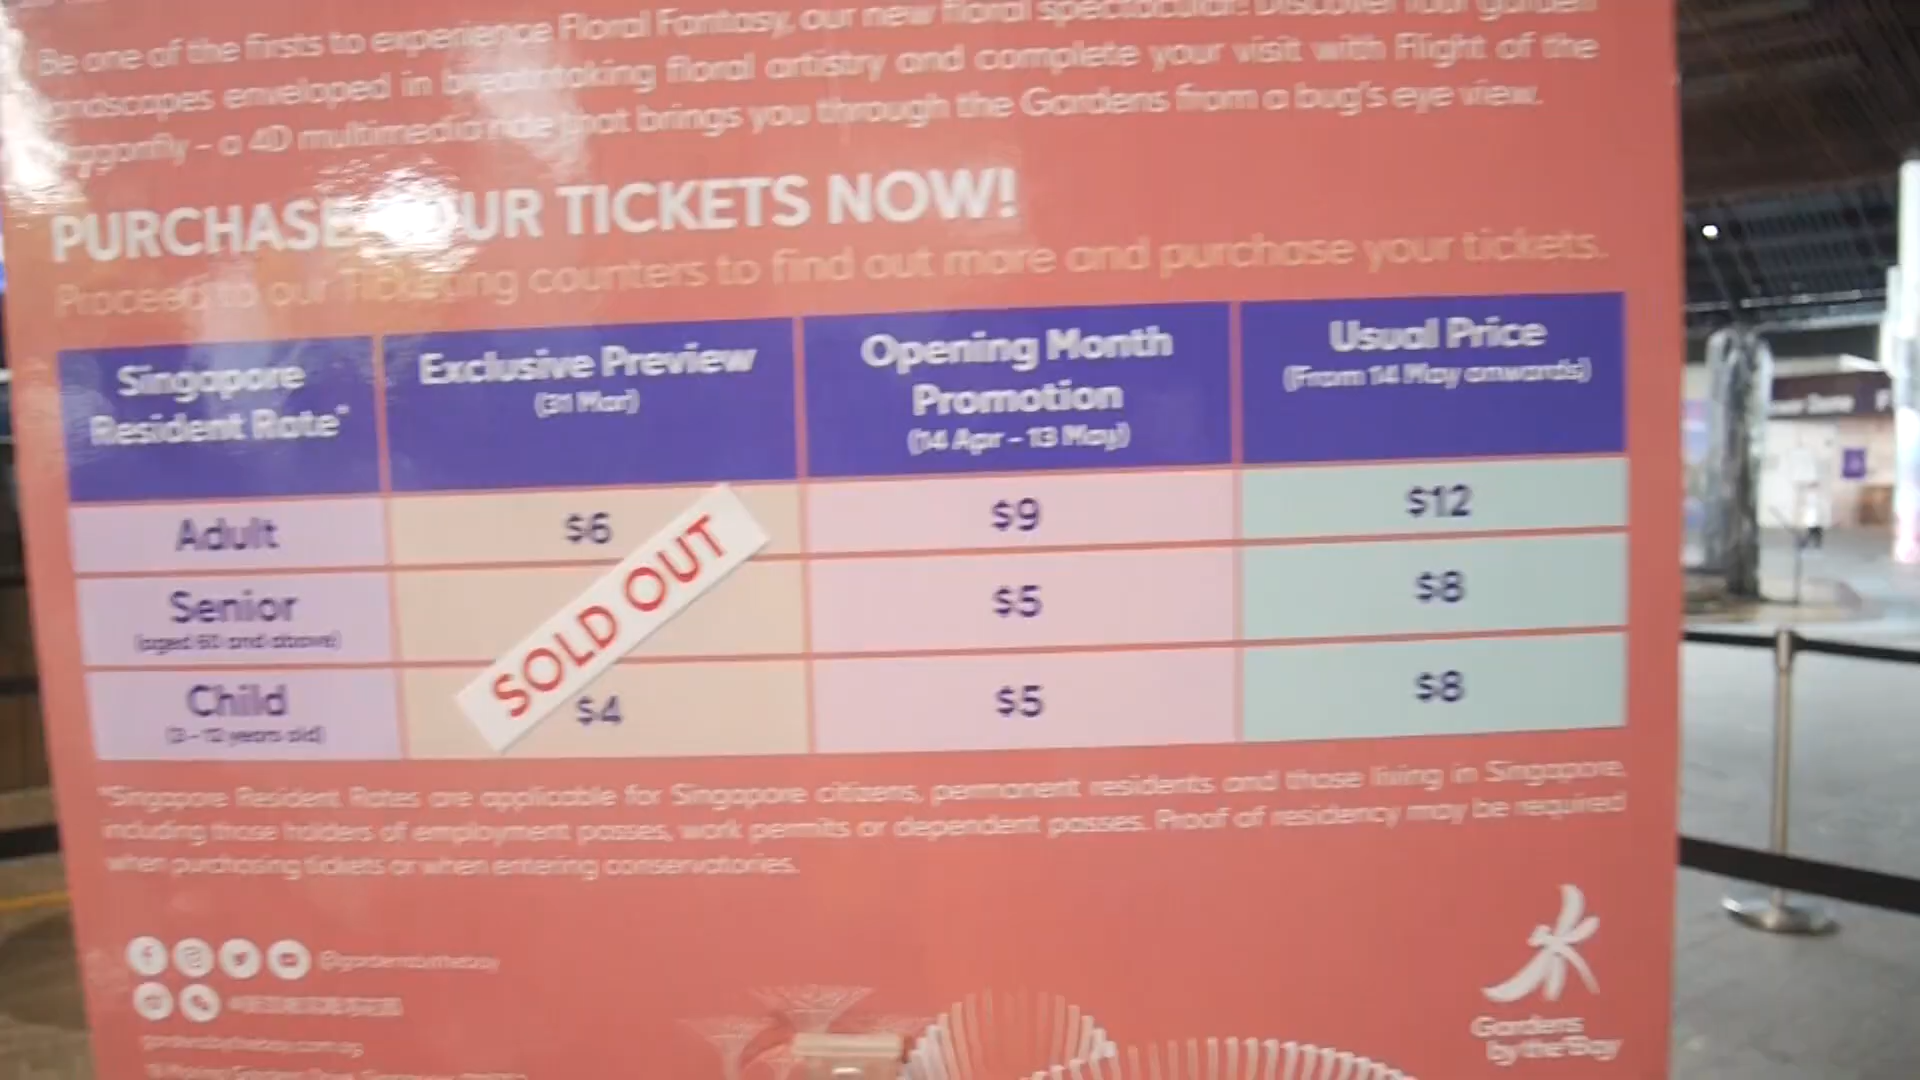 Be one of the firsts to experience Floral Fantasy, our new floral spectacular! Discover four garden
landscapes enveloped in breathtaking floral artistry and complete your visit with Flight of the
Dragonfly - a 4D multimedia ride that brings you through the Gardens from a bug's eye view.
PURCHASE YOUR TICKETS NOW!
Proceed to our Ticketing counters to find out more and purchase your tickets.
Singapore
Resident Rate*
Exclusive Preview
(31 Mar)
Opening Month
Promotion
(14 Apr - 13 May)
Usual Price
(From 14 May onwards)
Adult
$6
$9
$12
Senior
(aged 60 and above)
$5
$8
SOLD OUT
Child
(3 - 12 years old)
$4
$5
$8
*Singapore Resident Rates are applicable for Singapore citizens, permanent residents and those living in Singapore,
including those holders of employment passes, work permits or dependent passes. Proof of residency may be required
when purchasing tickets or when entering conservatories.
@gardensbythebay
gardensbythebay.com.sg
Gardens
by the Bay